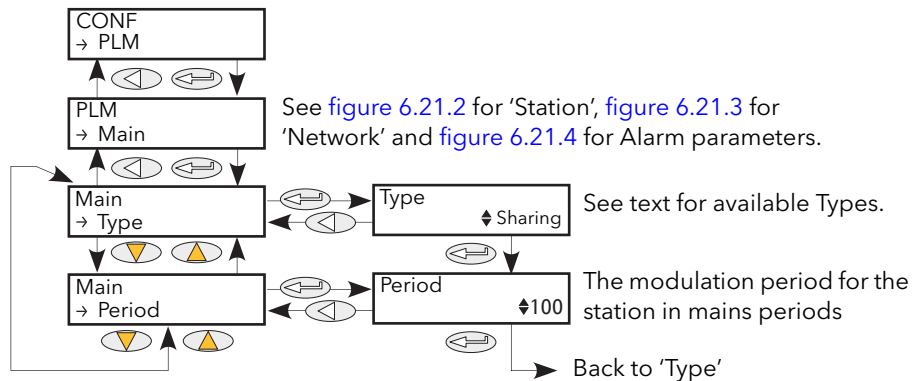 CONF
→ PLM
PLM
→ Main
See figure 6.21.2 for ‘Station’, figure 6.21.3 for
‘Network’ and figure 6.21.4 for Alarm parameters.
Main
→ Type
Type
Sharing
See text for available Types.
Main
→ Period
Period
100
The modulation period for the
station in mains periods
Back to ‘Type’